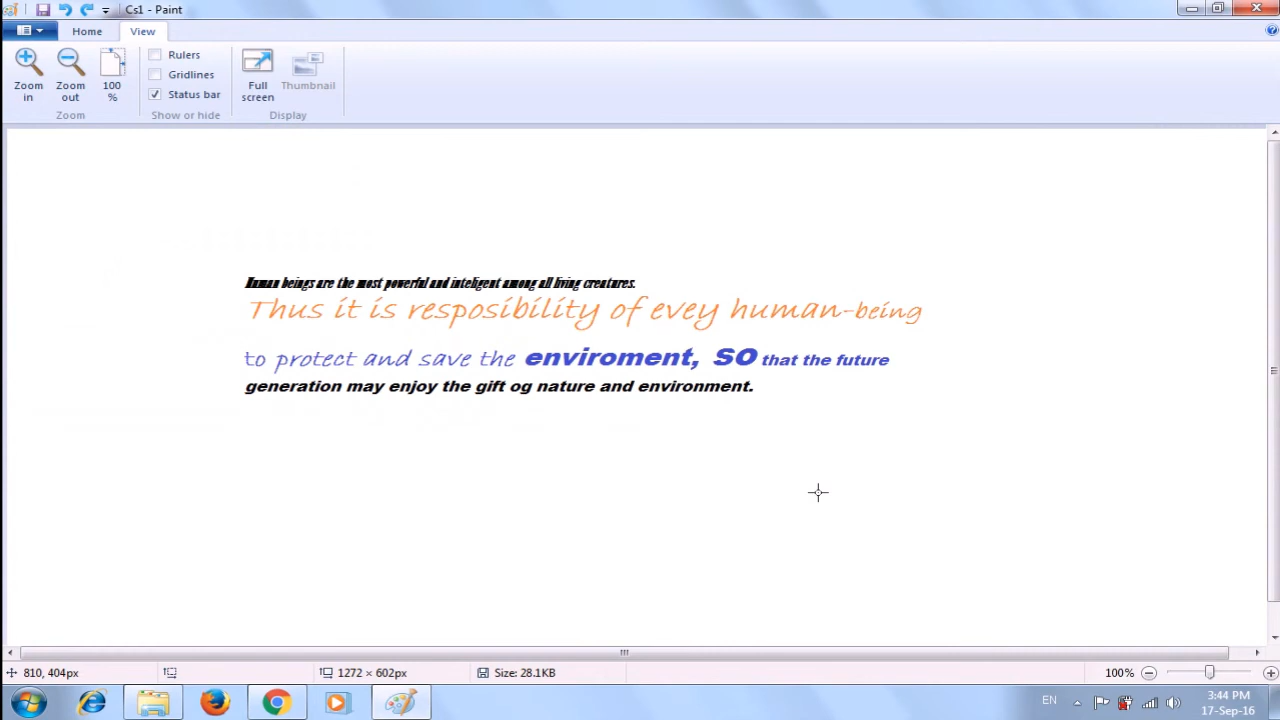 Cs1 - Paint
Home View
Zoom in
Zoom out
100 %
Rulers
Gridlines
Status bar
Full screen
Thumbnail
Zoom
Show or hide
Display
Human beings are the most powerful and inteligent among all living creatures.
Thus it is resposibility of evey human-being
to protect and save the enviroment, SO that the future
generation may enjoy the gift og nature and environment.
810, 404px
1272 × 602px
Size: 28.1KB
100%
EN
3:44 PM
17-Sep-16